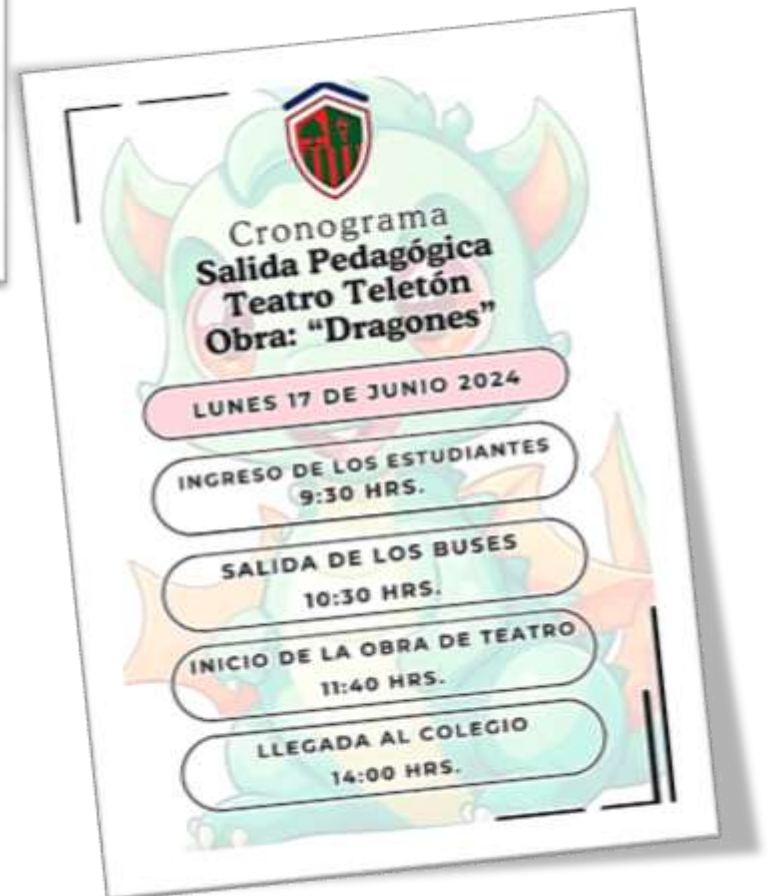 Cronograma
Salida Pedagógica
Teatro Teletón
Obra: “Dragones”
LUNES 17 DE JUNIO 2024
INGRESO DE LOS ESTUDIANTES
9:30 HRS.
SALIDA DE LOS BUSES
10:30 HRS.
INICIO DE LA OBRA DE TEATRO
11:40 HRS.
LLEGADA AL COLEGIO
14:00 HRS.